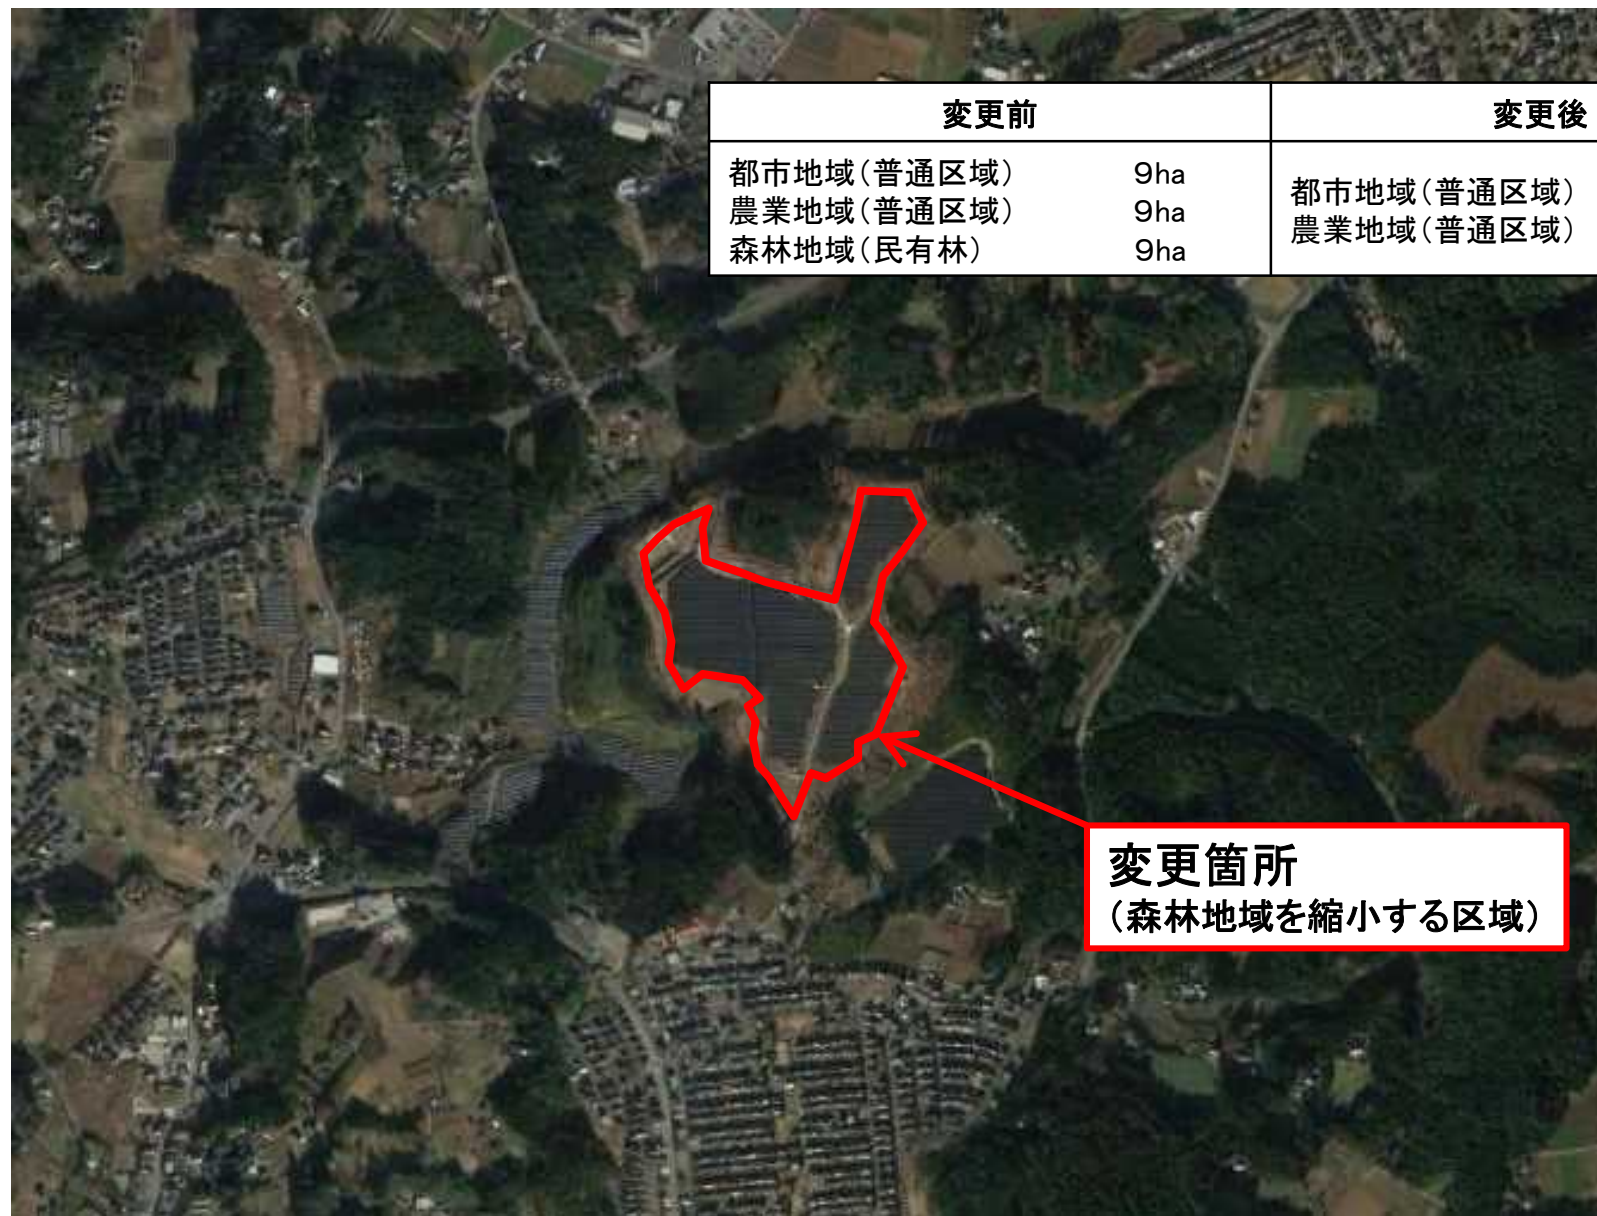 変更前
変更後
都市地域(普通区域) 9ha
農業地域(普通区域) 9ha
森林地域(民有林) 9ha
都市地域(普通区域)
農業地域(普通区域)
変更箇所
(森林地域を縮小する区域)